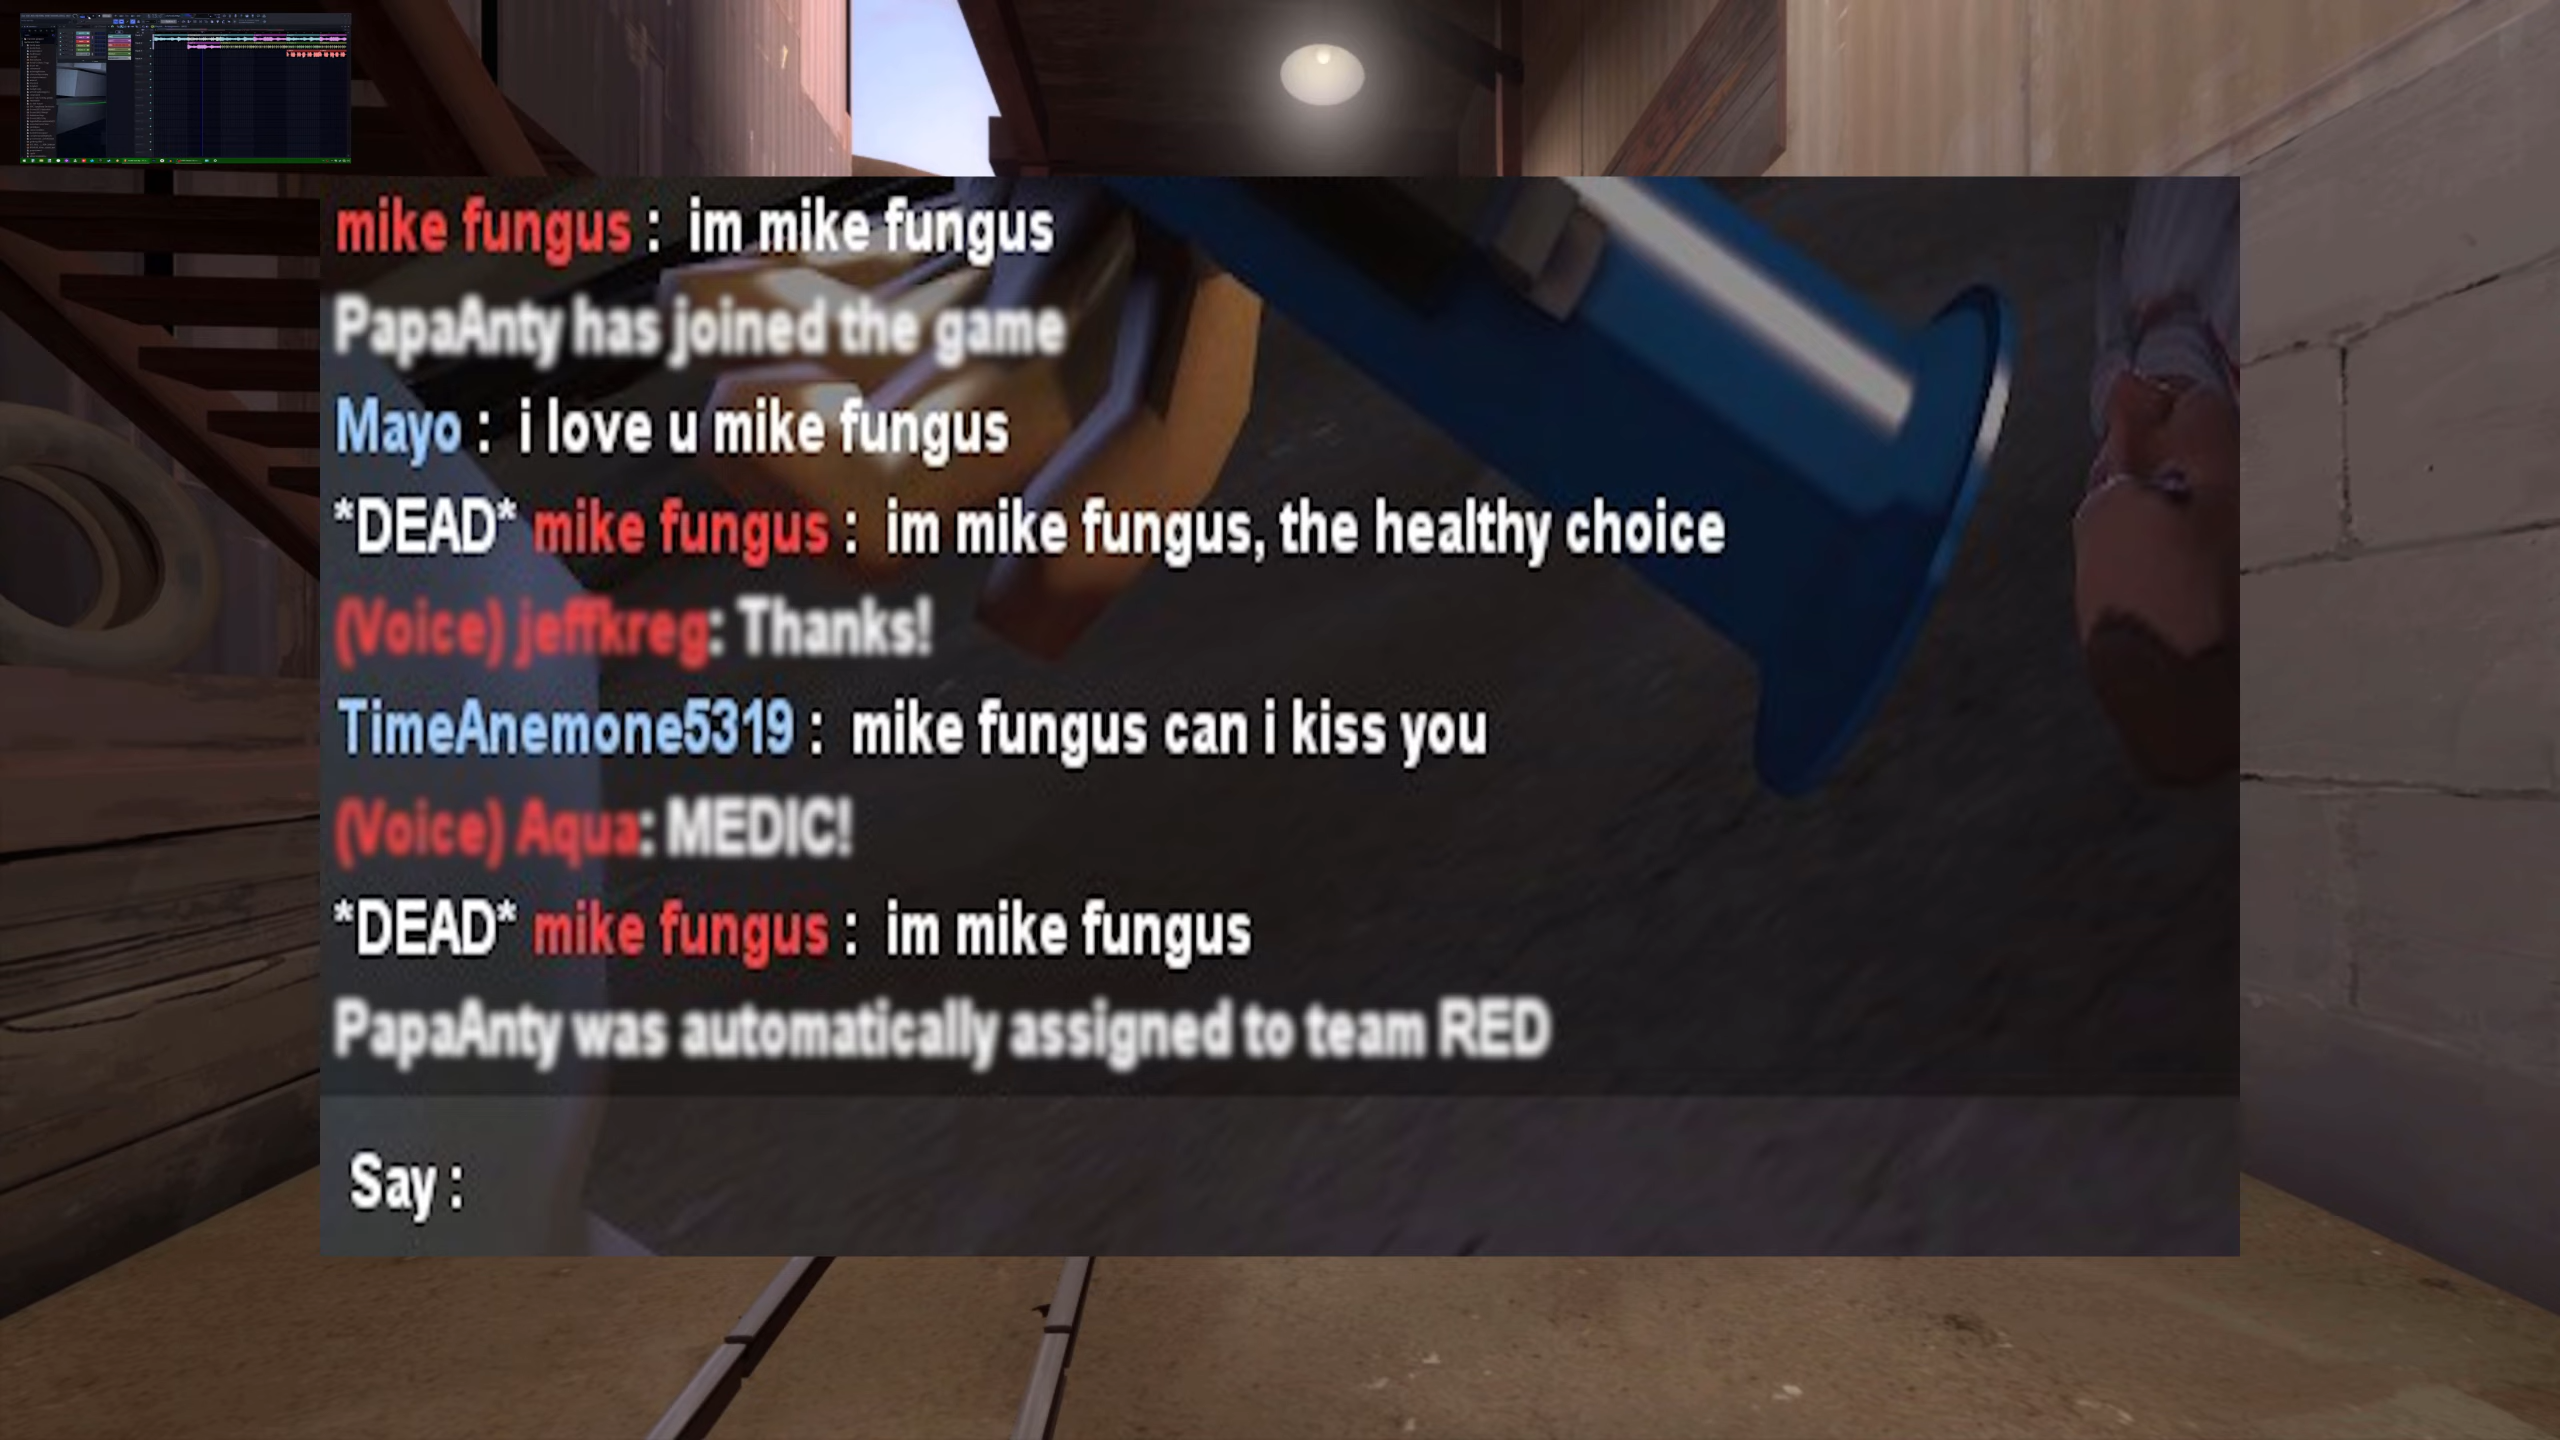 mike fungus :  im mike fungus
PapaAnty has joined the game
Mayo :  i love u mike fungus
*DEAD* mike fungus :  im mike fungus, the healthy choice
(Voice) jeffkreg: Thanks!
TimeAnemone5319 :  mike fungus can i kiss you
(Voice) Aqua: MEDIC!
*DEAD* mike fungus :  im mike fungus
PapaAnty was automatically assigned to team RED
Say :